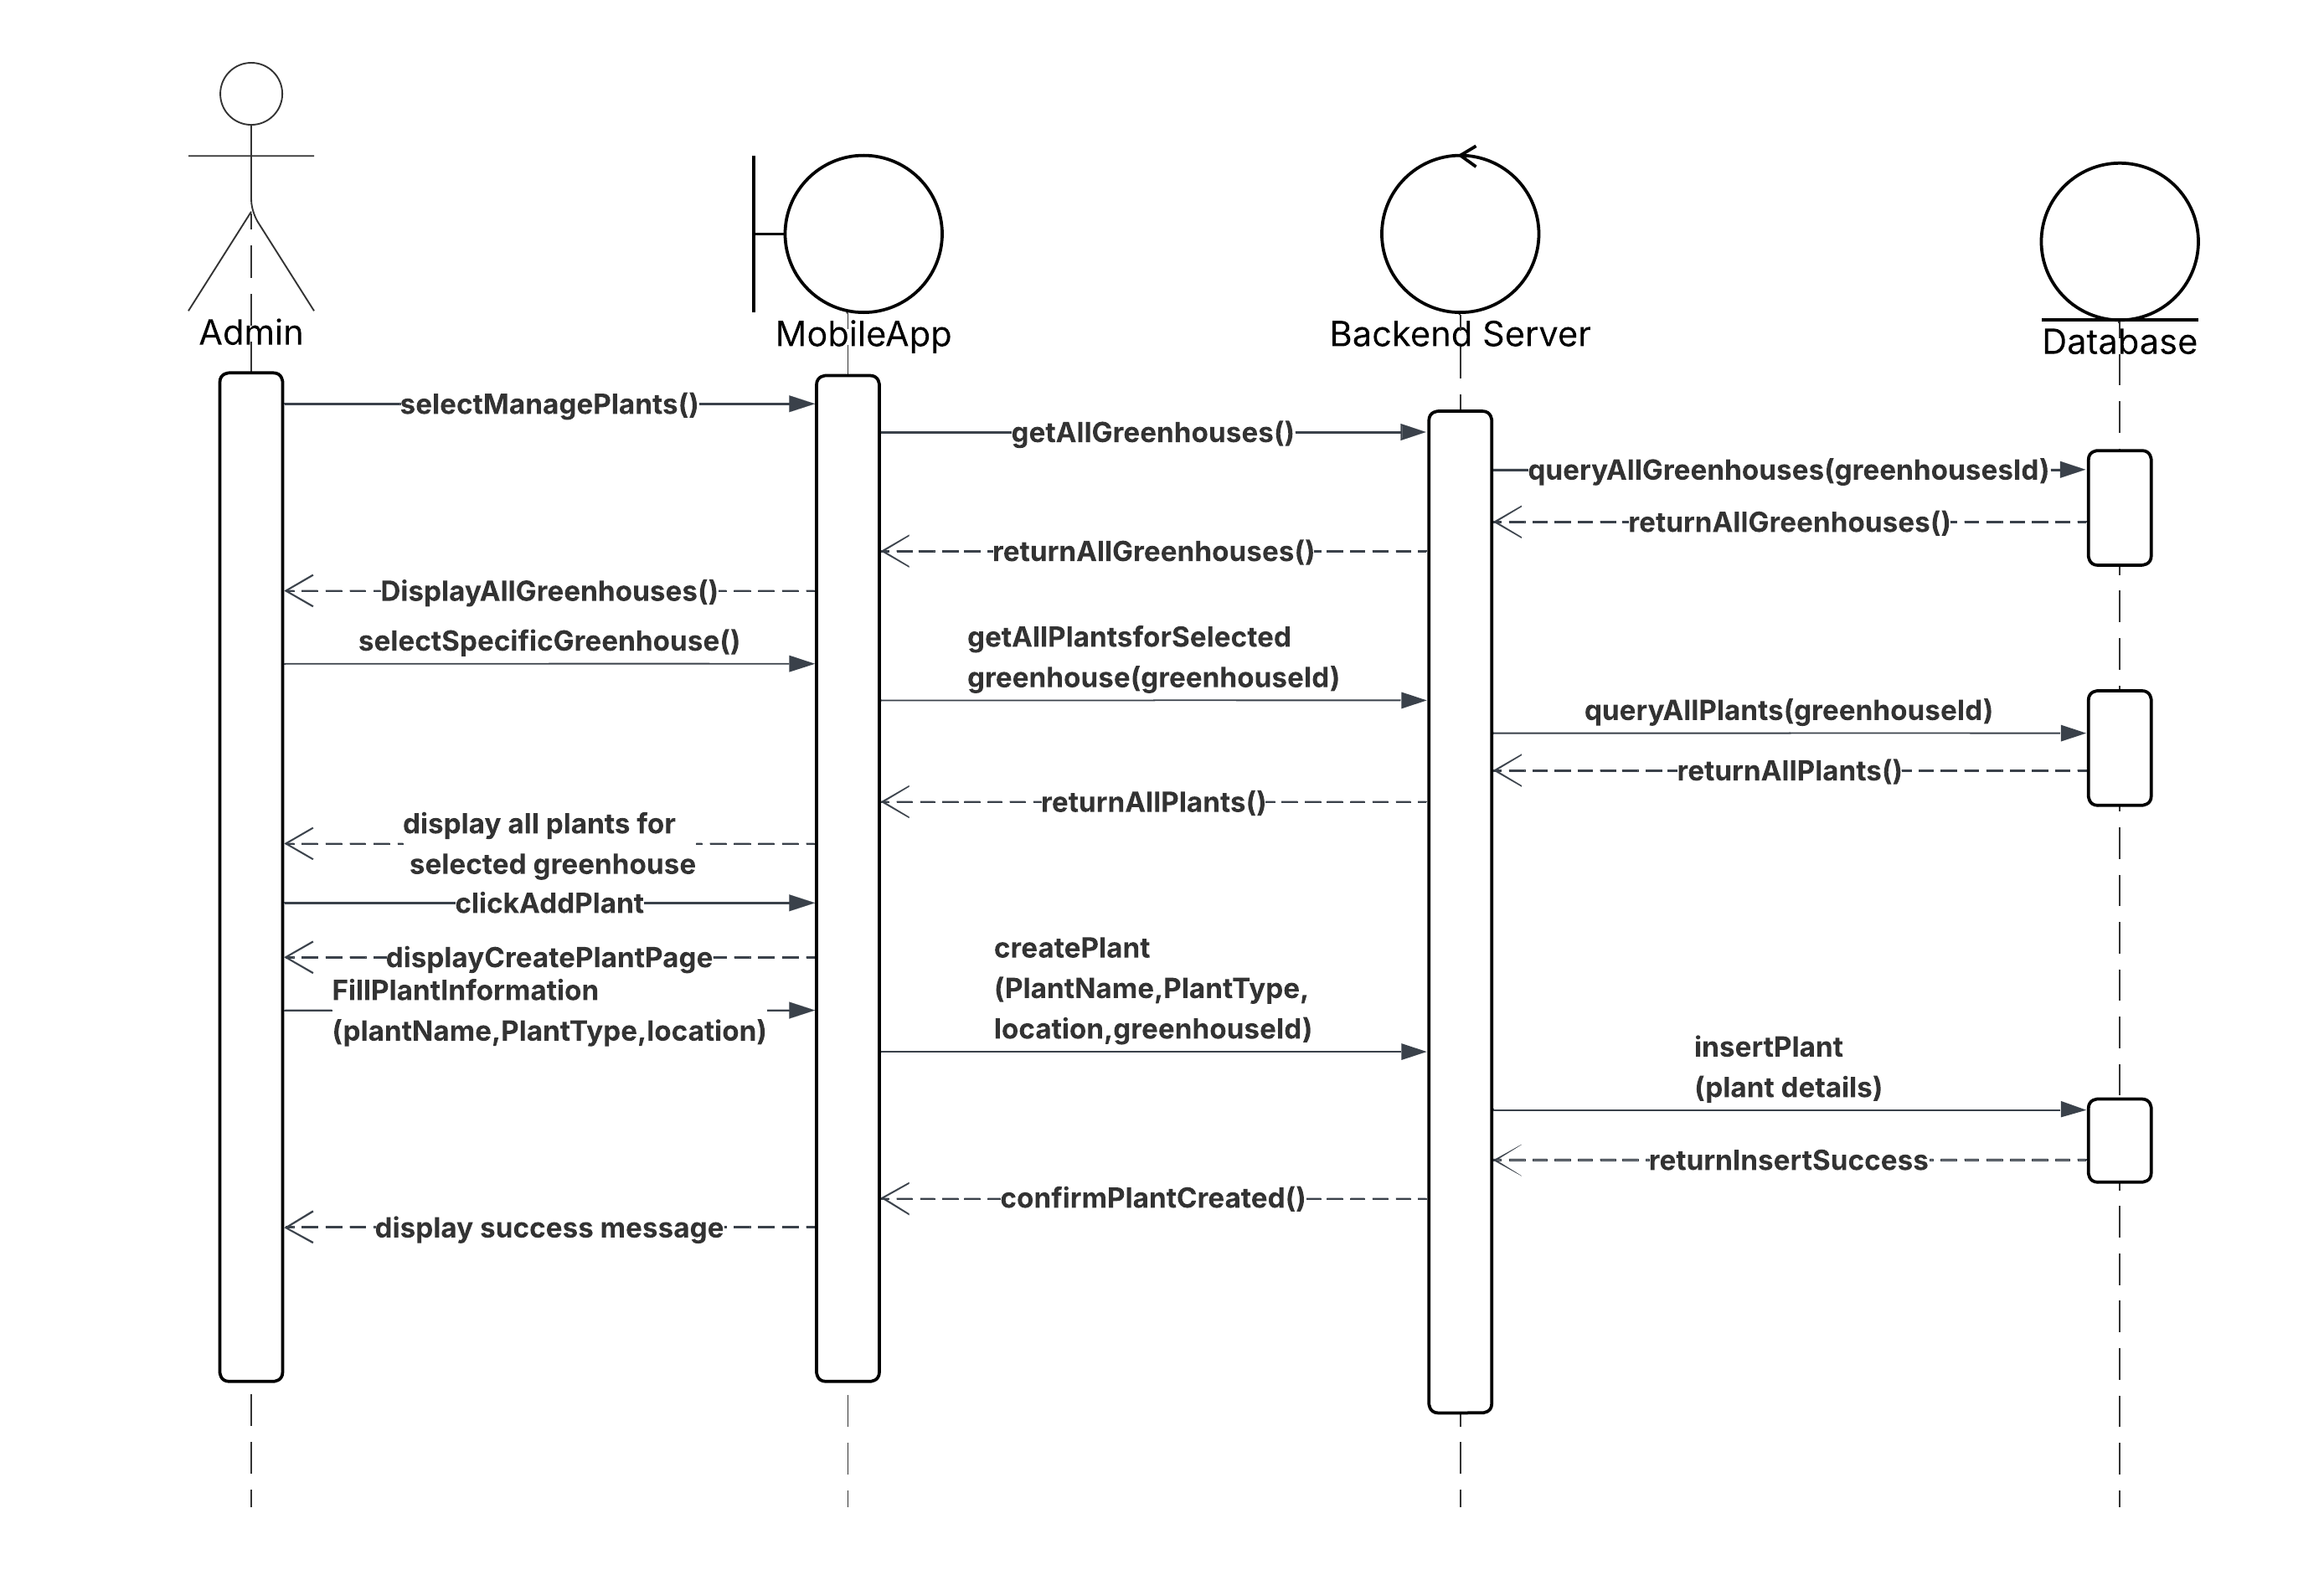 Admin
MobileApp
Backend Server
Database
selectManagePlants()
getAllGreenhouses()
queryAllGreenhouses(greenhousesId)
returnAllGreenhouses()
returnAllGreenhouses()
DisplayAllGreenhouses()
selectSpecificGreenhouse()
getAllPlantsforSelected
greenhouse(greenhouseId)
queryAllPlants(greenhouseId)
returnAllPlants()
returnAllPlants()
display all plants for
selected greenhouse
clickAddPlant
displayCreatePlantPage
FillPlantInformation
(plantName,PlantType,location)
createPlant
(PlantName,PlantType,
location,greenhouseId)
insertPlant
(plant details)
returnInsertSuccess
confirmPlantCreated()
display success message